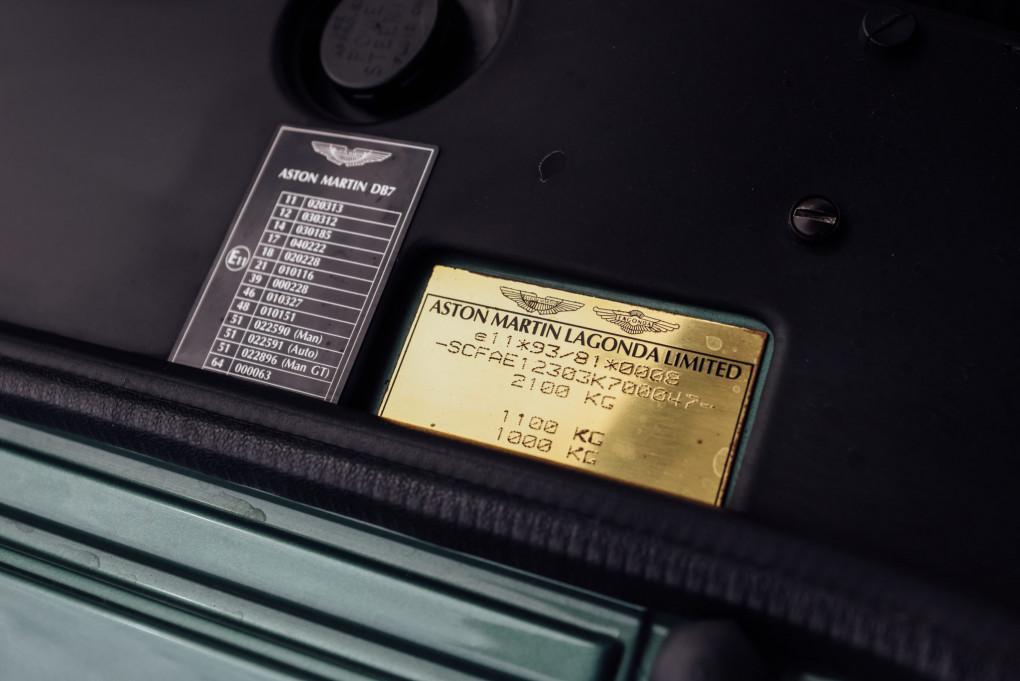 ASTON MARTIN DB7
11 020313
12 030312
14 030185
17 040222
18 020228
21 010116
39 000228
46 010327
48 010151
51 022590 (Man)
51 022591 (Auto)
51 022896 (Man GT)
64 000063
E11
LAGONDA
ASTON MARTIN LAGONDA LIMITED
e11*93/81*0008
-SCFAE12303K700047-
2100 KG
1100 KG
1000 KG